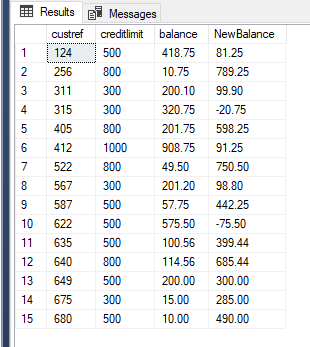 Results Messages
custref creditlimit balance NewBalance
1 124 500 418.75 81.25
2 256 800 10.75 789.25
3 311 300 200.10 99.90
4 315 300 320.75 -20.75
5 405 800 201.75 598.25
6 412 1000 908.75 91.25
7 522 800 49.50 750.50
8 567 300 201.20 98.80
9 587 500 57.75 442.25
10 622 500 575.50 -75.50
11 635 500 100.56 399.44
12 640 800 114.56 685.44
13 649 500 200.00 300.00
14 675 300 15.00 285.00
15 680 500 10.00 490.00